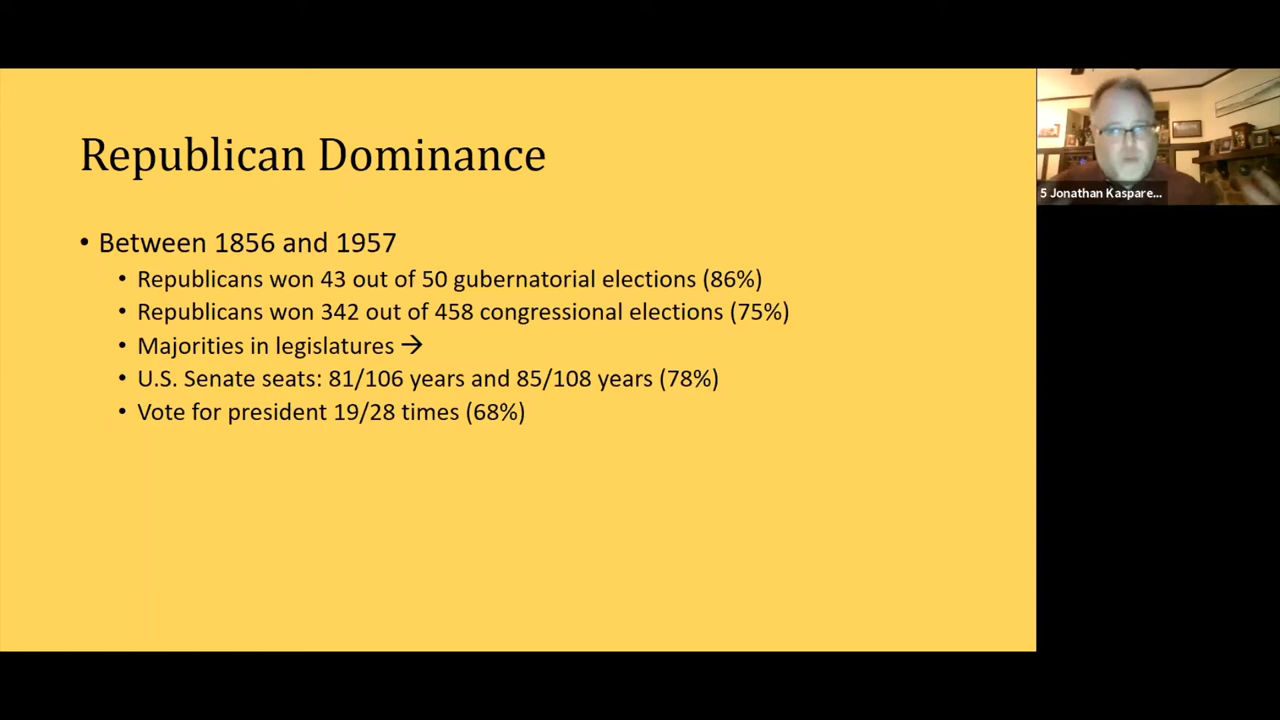 Republican Dominance
• Between 1856 and 1957
• Republicans won 43 out of 50 gubernatorial elections (86%)
• Republicans won 342 out of 458 congressional elections (75%)
• Majorities in legislatures →
• U.S. Senate seats: 81/106 years and 85/108 years (78%)
• Vote for president 19/28 times (68%)
5 Jonathan Kaspare...